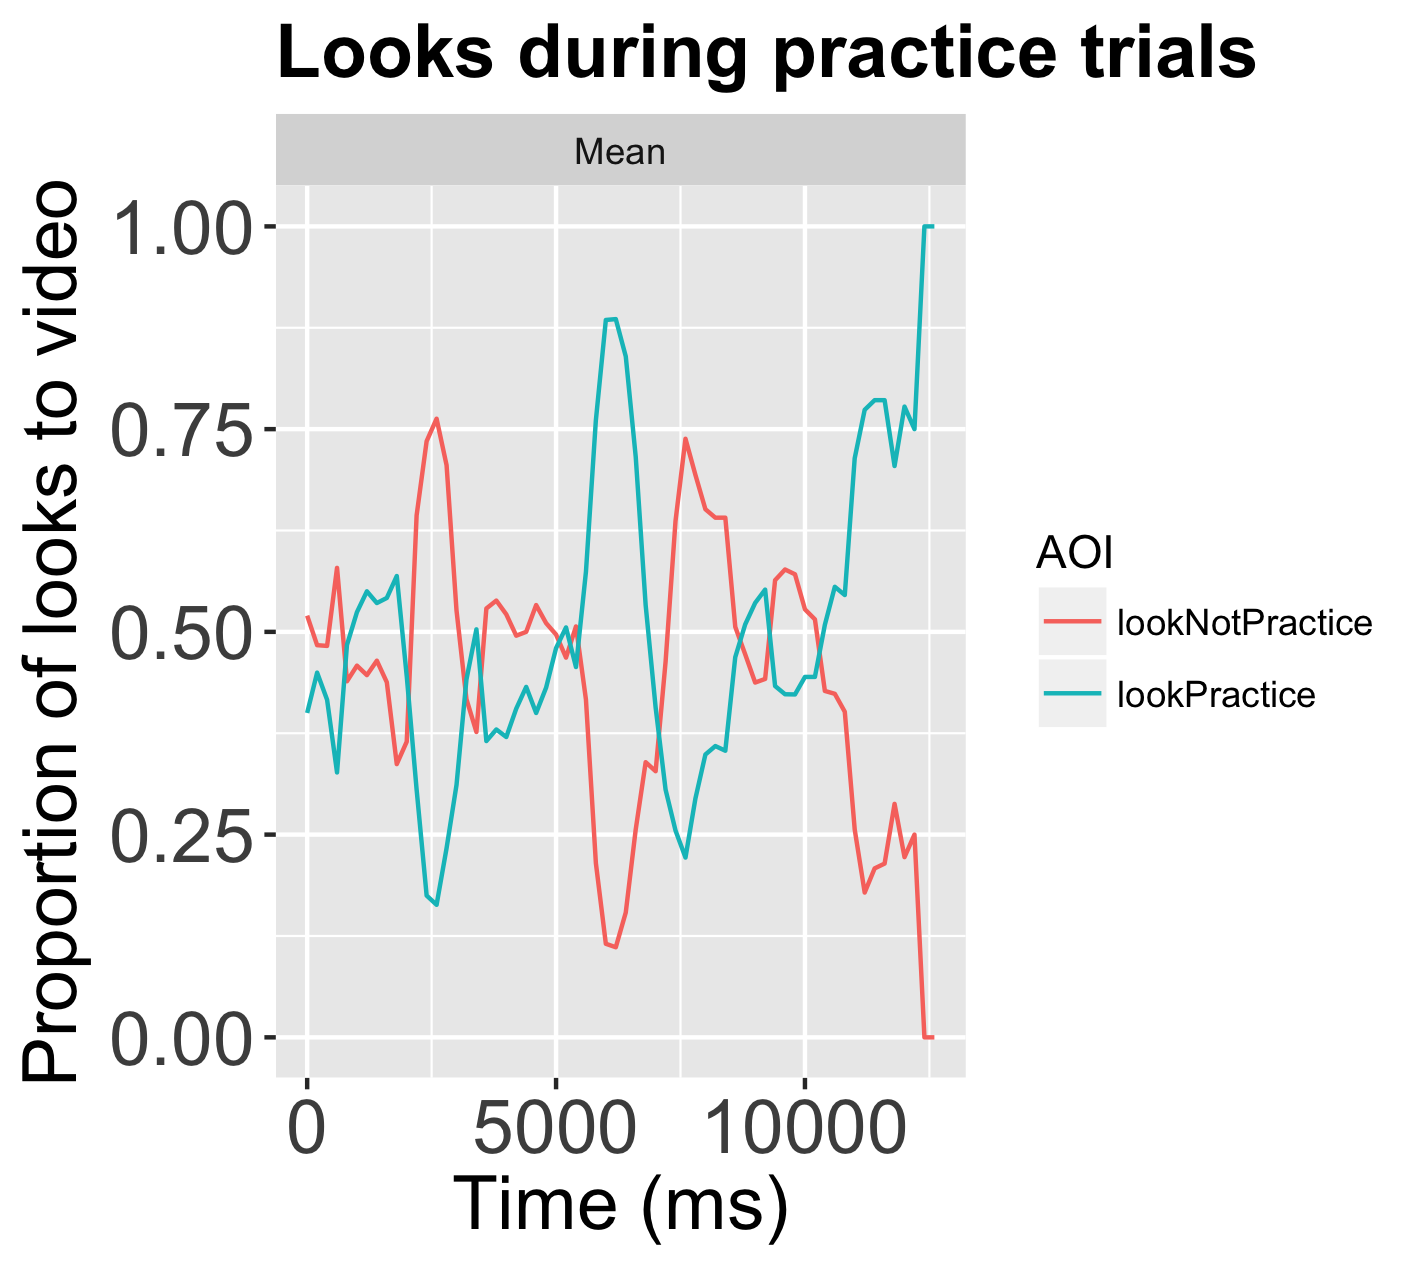 Looks during practice trials
Mean
Proportion of looks to video
1.00
0.75
0.50
0.25
0.00
0 5000 10000
Time (ms)
AOI
lookNotPractice
lookPractice